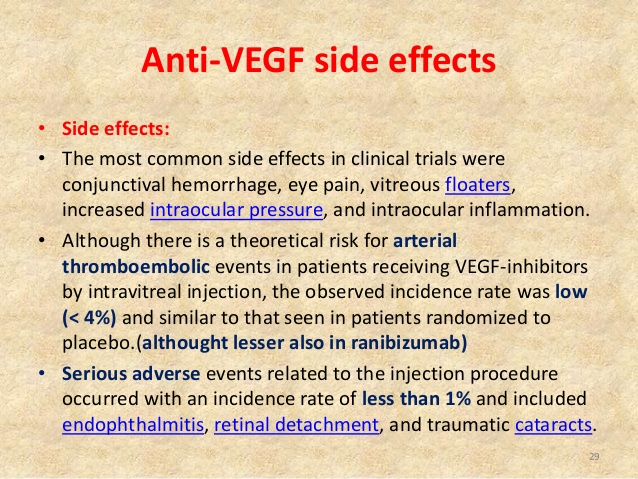 Anti-VEGF side effects
• Side effects:
• The most common side effects in clinical trials were
conjunctival hemorrhage, eye pain, vitreous floaters,
increased intraocular pressure, and intraocular inflammation.
• Although there is a theoretical risk for arterial
thromboembolic events in patients receiving VEGF-inhibitors
by intravitreal injection, the observed incidence rate was low
(< 4%) and similar to that seen in patients randomized to
placebo.(althought lesser also in ranibizumab)
• Serious adverse events related to the injection procedure
occurred with an incidence rate of less than 1% and included
endophthalmitis, retinal detachment, and traumatic cataracts.
29